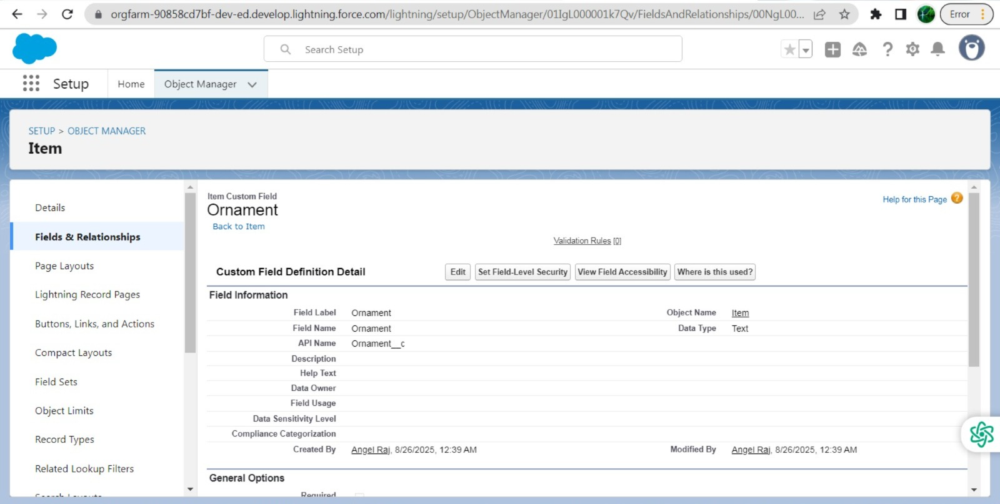 orgfarm-90858cd7bf-dev-ed.develop.lightning.force.com/lightning/setup/ObjectManager/01IgL000001k7Qv/FieldsAndRelationships/00NgL00...
Error
Search Setup
Setup
Home
Object Manager
SETUP > OBJECT MANAGER
Item
Details
Fields & Relationships
Page Layouts
Lightning Record Pages
Buttons, Links, and Actions
Compact Layouts
Field Sets
Object Limits
Record Types
Related Lookup Filters
Search Layouts
Item Custom Field
Ornament
Back to Item
Help for this Page
Validation Rules [0]
Custom Field Definition Detail
Edit
Set Field-Level Security
View Field Accessibility
Where is this used?
Field Information
Field Label Ornament Object Name Item
Field Name Ornament Data Type Text
API Name Ornament__c
Description
Help Text
Data Owner
Field Usage
Data Sensitivity Level
Compliance Categorization
Created By Angel Raj, 8/26/2025, 12:39 AM Modified By Angel Raj, 8/26/2025, 12:39 AM
General Options
Required